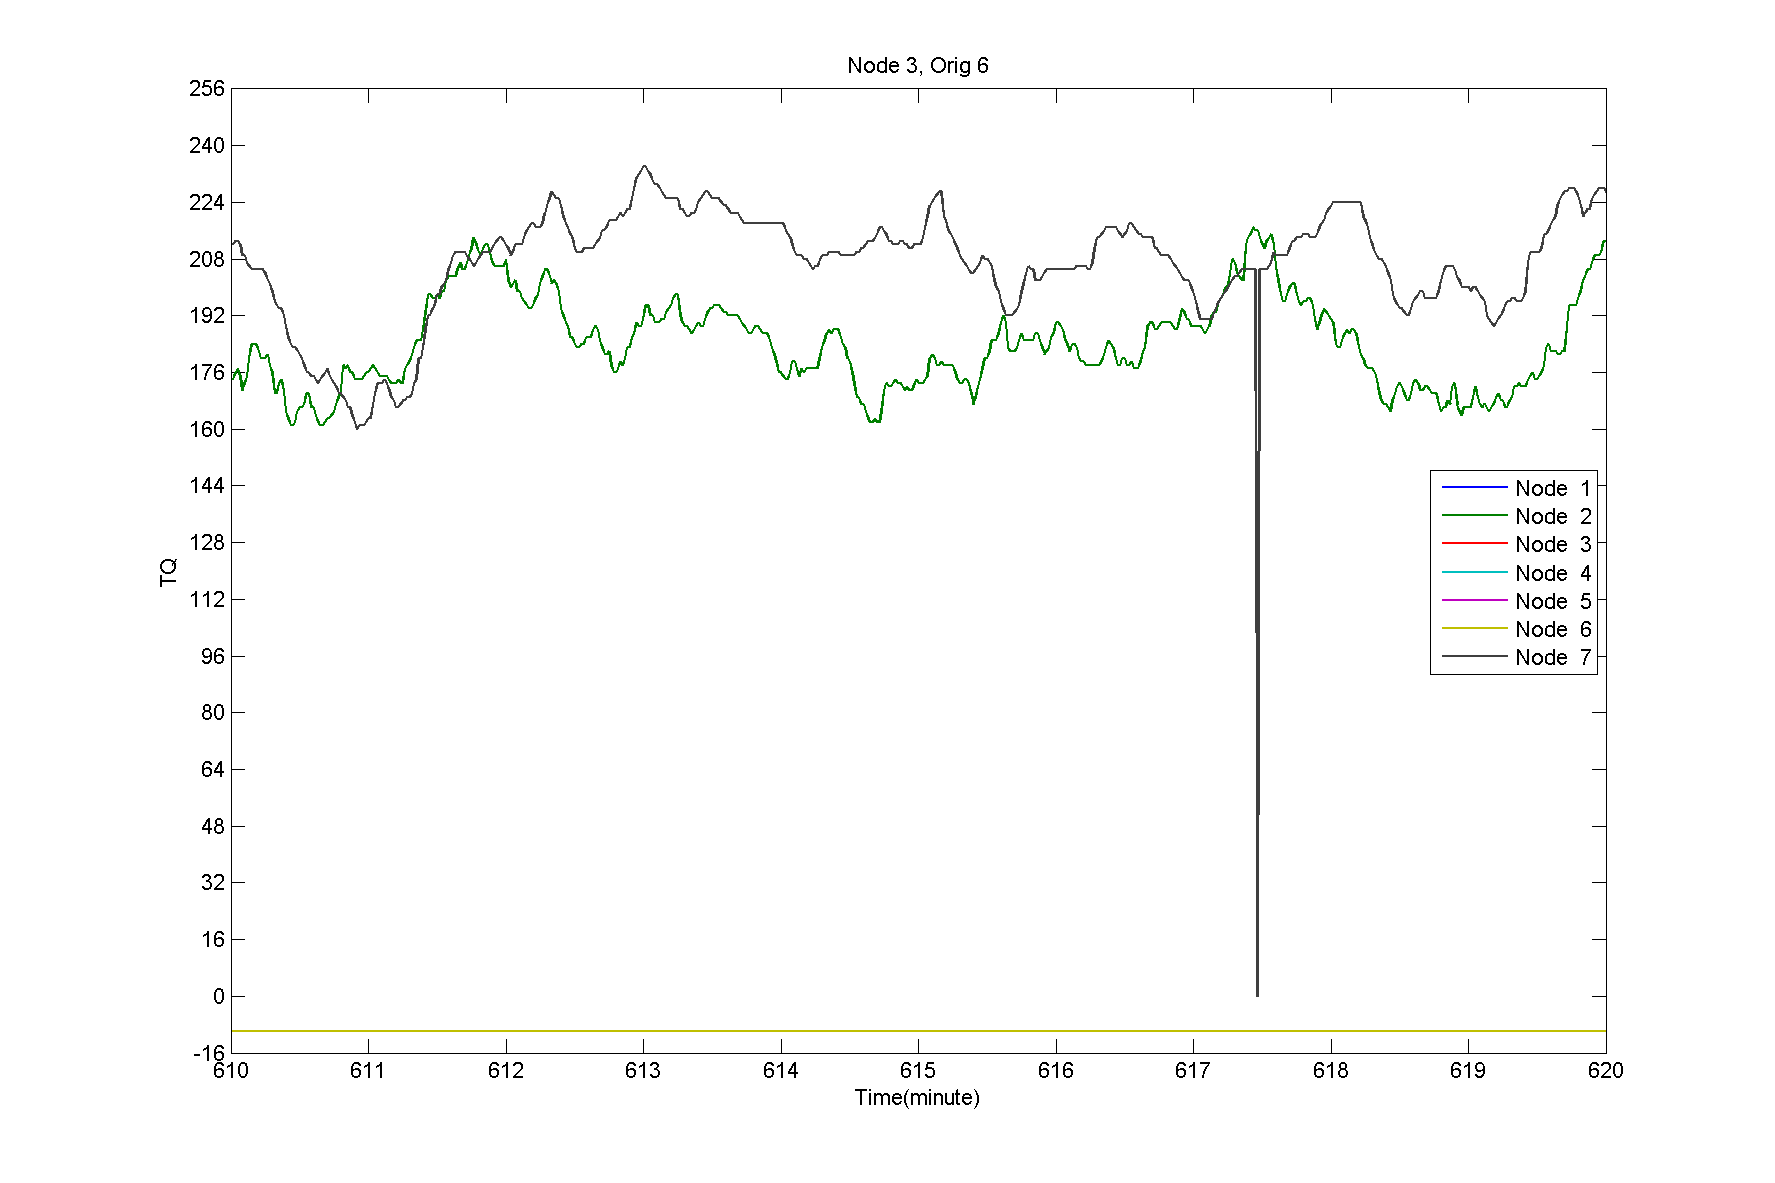 Node 3, Orig 6
256
240
224
208
192
176
160
144
128
112
96
80
64
48
32
16
0
-16
TQ
Node 1
Node 2
Node 3
Node 4
Node 5
Node 6
Node 7
610 611 612 613 614 615 616 617 618 619 620
Time(minute)